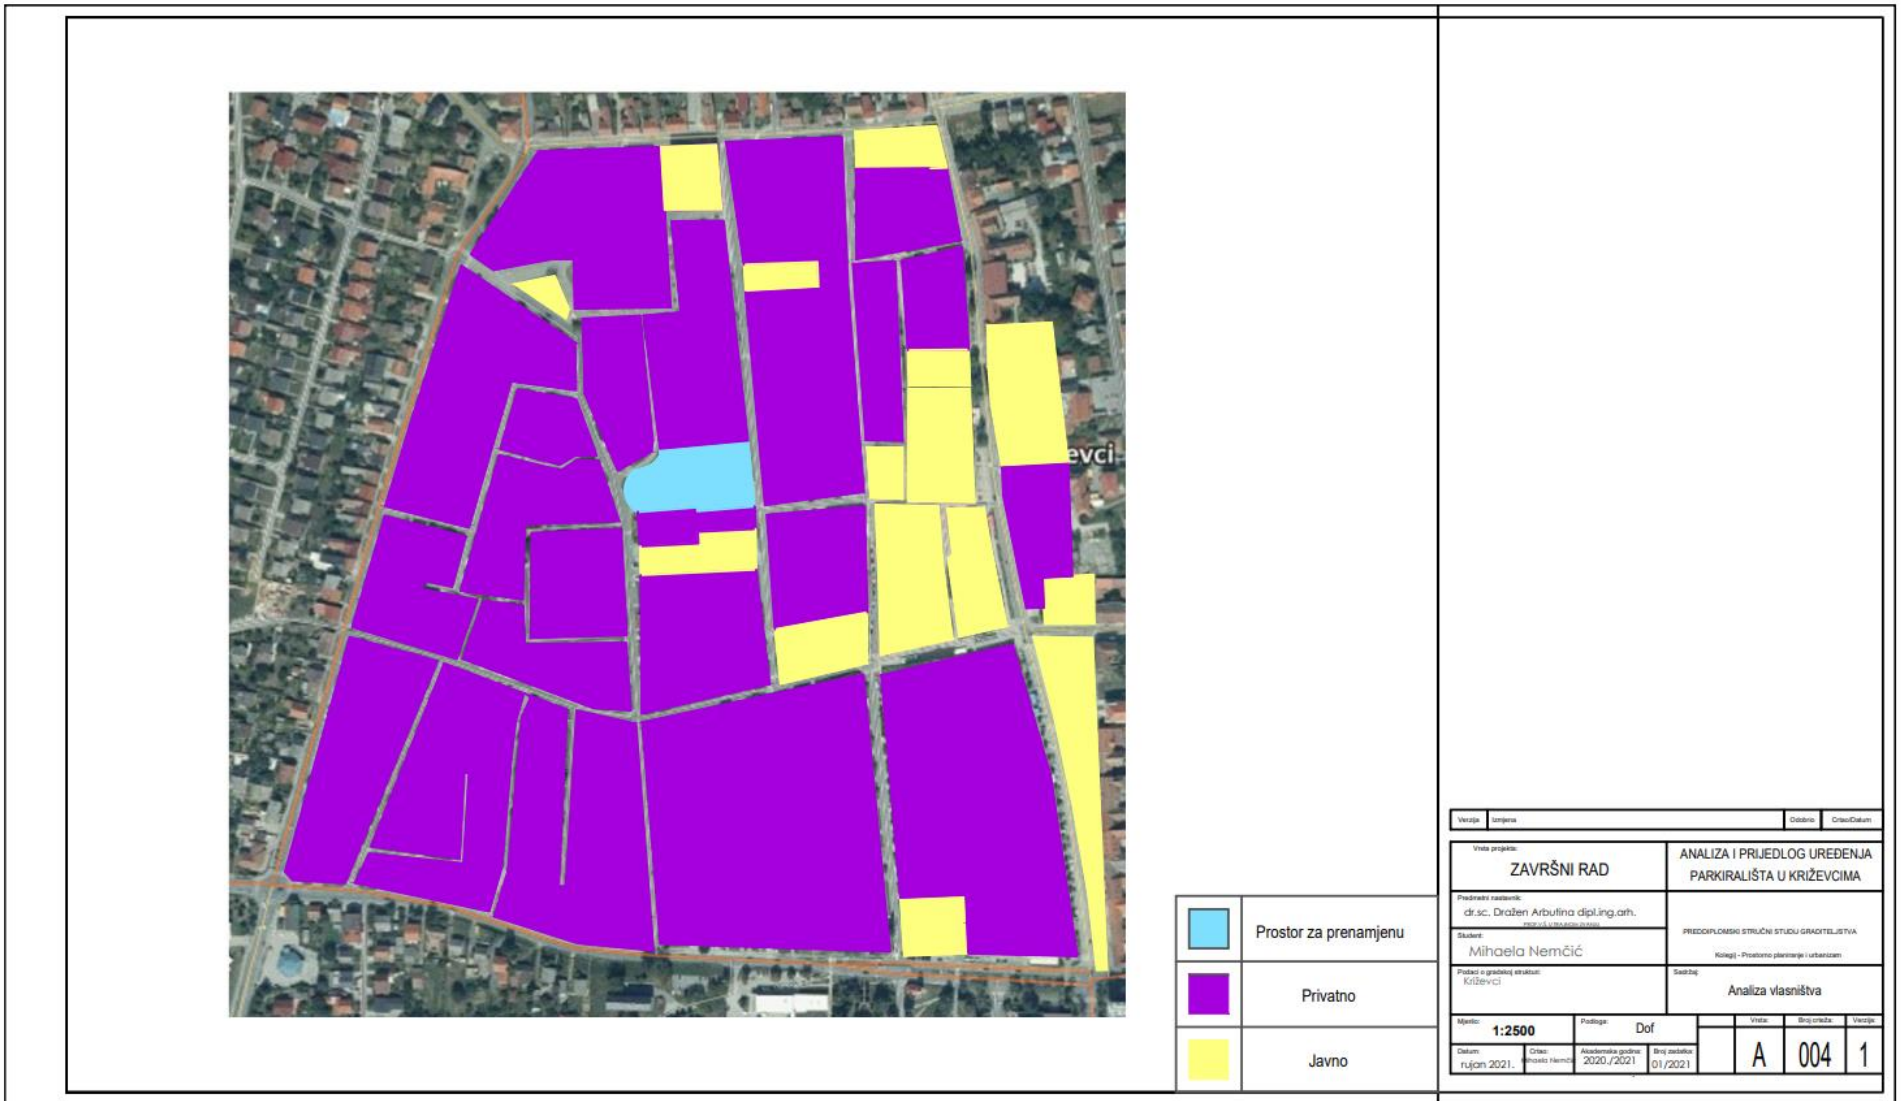 evci
Prostor za prenamjenu
Privatno
Javno
Verzija Izmjena Odobrio Crtao/Datum
Vrsta projekta:
ZAVRŠNI RAD
ANALIZA I PRIJEDLOG UREĐENJA
PARKIRALIŠTA U KRIŽEVCIMA
Predmetni nastavnik:
dr.sc. Dražen Arbutina dipl.ing.arh.
Student:
Mihaela Nemčić
PREDDIPLOMSKI STRUČNI STUDIJ GRADITELJSTVA
Kolegij - Prostorno planiranje i urbanizam
Podaci o gradskoj strukturi:
Križevci
Sadržaj:
Analiza vlasništva
Mjerilo:
1:2500
Podloga:
Dof
Vrsta: Broj crteža: Verzija:
A 004 1
Datum:
rujan 2021.
Crtao:
Mihaela Nemčić
Akademska godina:
2020./2021
Broj zadatka:
01/2021